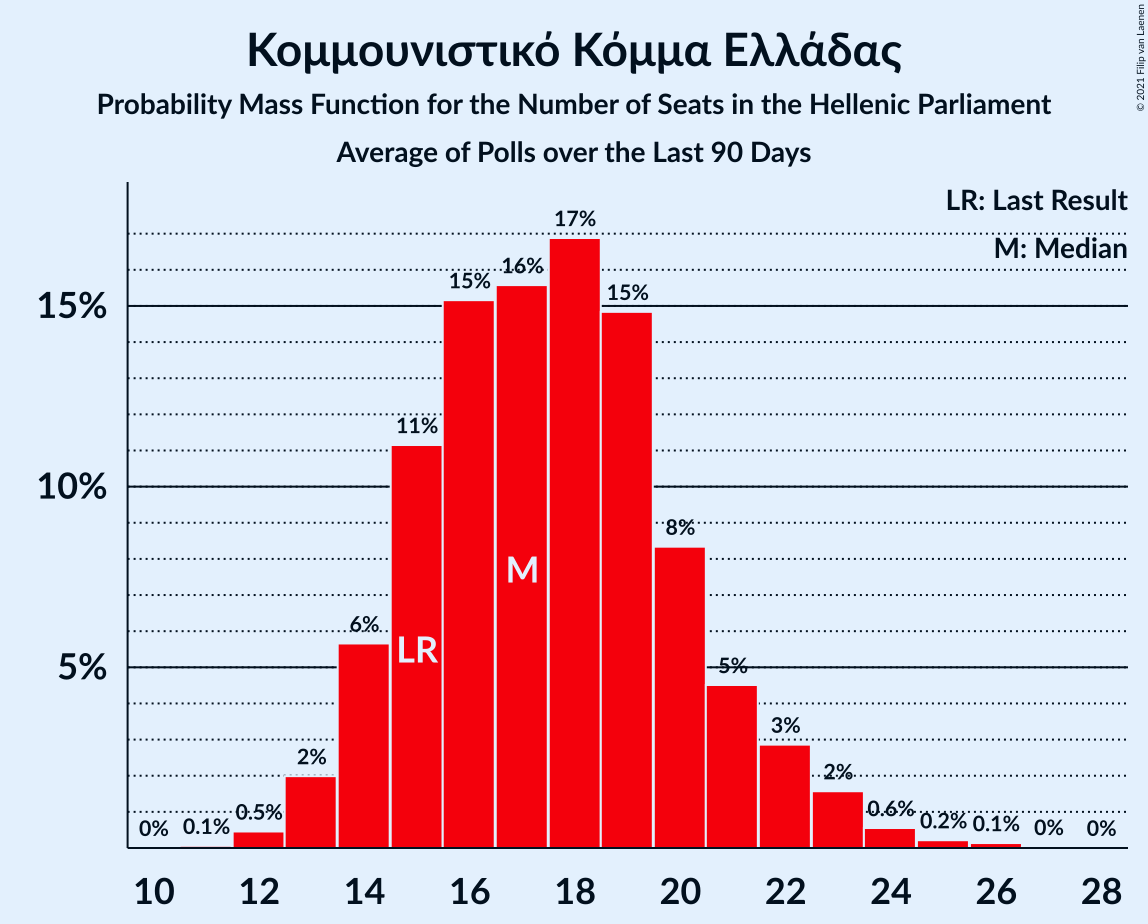 Κομμουνιστικό Κόμμα Ελλάδας
Probability Mass Function for the Number of Seats in the Hellenic Parliament
Average of Polls over the Last 90 Days
© 2021 Filip van Laenen
LR: Last Result
M: Median
15%
10%
5%
0%
0.1%
0.5%
2%
6%
11%
15%
16%
17%
15%
8%
5%
3%
2%
0.6%
0.2%
0.1%
0%
0%
LR
M
10 12 14 16 18 20 22 24 26 28